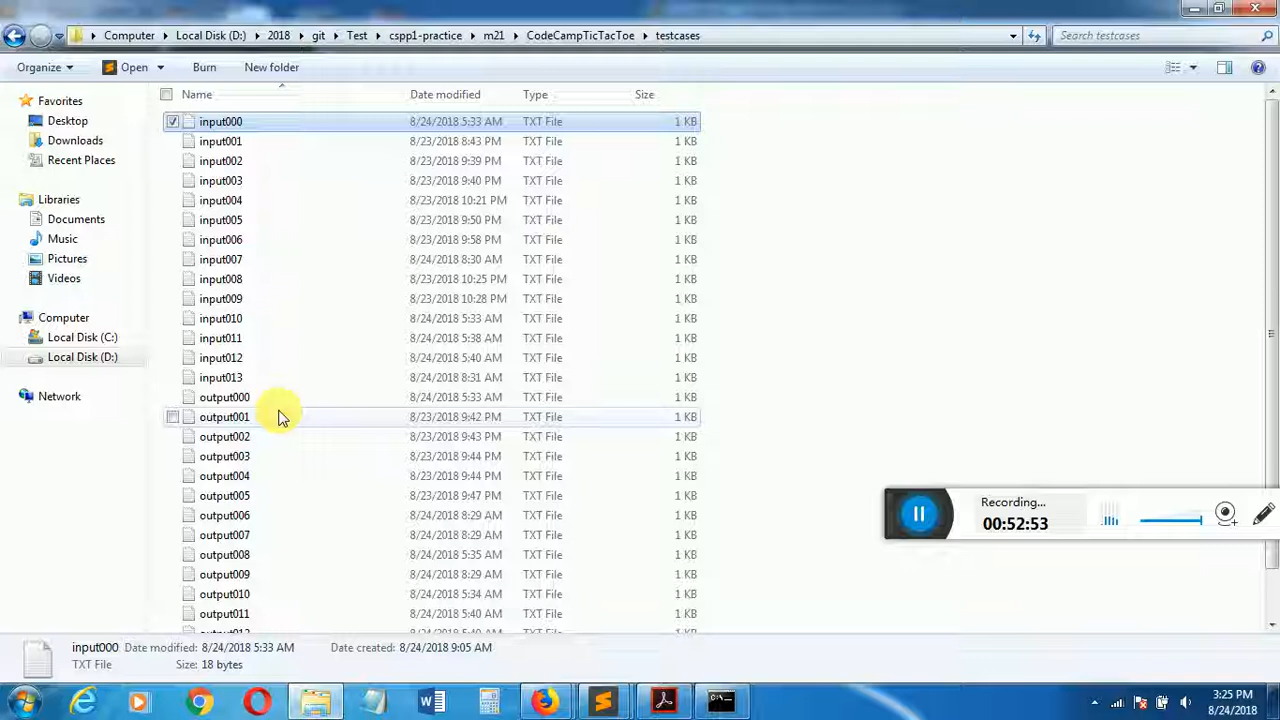 Computer Local Disk (D:) 2018 git Test cspp1-practice m21 CodeCampTicTacToe testcases Search testcases
Organize Open Burn New folder
Name Date modified Type Size
Favorites
Desktop
Downloads
Recent Places
Libraries
Documents
Music
Pictures
Videos
Computer
Local Disk (C:)
Local Disk (D:)
Network
input000 8/24/2018 5:33 AM TXT File 1 KB
input001 8/23/2018 8:43 PM TXT File 1 KB
input002 8/23/2018 9:39 PM TXT File 1 KB
input003 8/23/2018 9:40 PM TXT File 1 KB
input004 8/23/2018 10:21 PM TXT File 1 KB
input005 8/23/2018 9:50 PM TXT File 1 KB
input006 8/23/2018 9:58 PM TXT File 1 KB
input007 8/24/2018 8:30 AM TXT File 1 KB
input008 8/23/2018 10:25 PM TXT File 1 KB
input009 8/23/2018 10:28 PM TXT File 1 KB
input010 8/24/2018 5:33 AM TXT File 1 KB
input011 8/24/2018 5:38 AM TXT File 1 KB
input012 8/24/2018 5:40 AM TXT File 1 KB
input013 8/24/2018 8:31 AM TXT File 1 KB
output000 8/24/2018 5:33 AM TXT File 1 KB
output001 8/23/2018 9:42 PM TXT File 1 KB
output002 8/23/2018 9:43 PM TXT File 1 KB
output003 8/23/2018 9:44 PM TXT File 1 KB
output004 8/23/2018 9:44 PM TXT File 1 KB
output005 8/23/2018 9:47 PM TXT File 1 KB
output006 8/24/2018 8:29 AM TXT File 1 KB
output007 8/24/2018 8:29 AM TXT File 1 KB
output008 8/24/2018 5:35 AM TXT File 1 KB
output009 8/24/2018 8:29 AM TXT File 1 KB
output010 8/24/2018 5:34 AM TXT File 1 KB
output011 8/24/2018 5:40 AM TXT File 1 KB
Recording...
00:52:53
input000 Date modified: 8/24/2018 5:33 AM Date created: 8/24/2018 9:05 AM
TXT File Size: 18 bytes
3:25 PM
8/24/2018